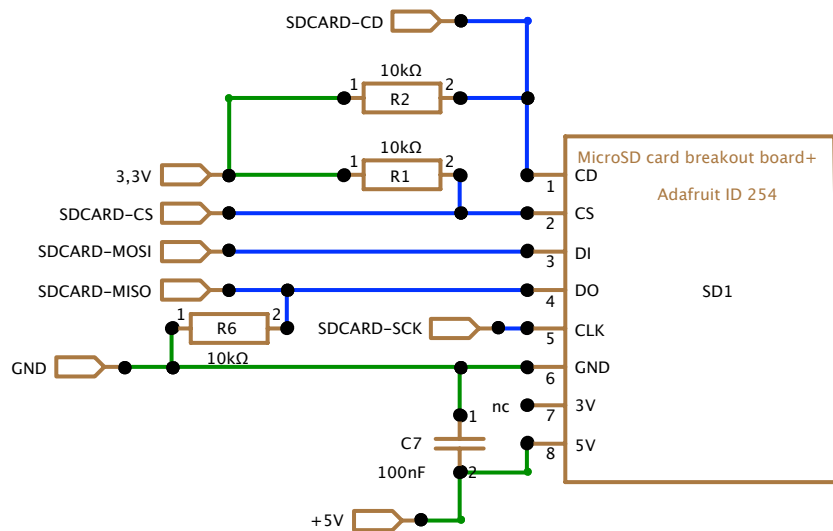 SDCARD-CD
10kΩ
1 2
R2
10kΩ
1 2
R1
3,3V
SDCARD-CS
SDCARD-MOSI
SDCARD-MISO
1 2
R6
10kΩ
SDCARD-SCK
GND
MicroSD card breakout board+
Adafruit ID 254
1 CD
2 CS
3 DI
4 DO
SD1
5 CLK
6 GND
nc 7 3V
8 5V
1
C7
100nF 2
+5V